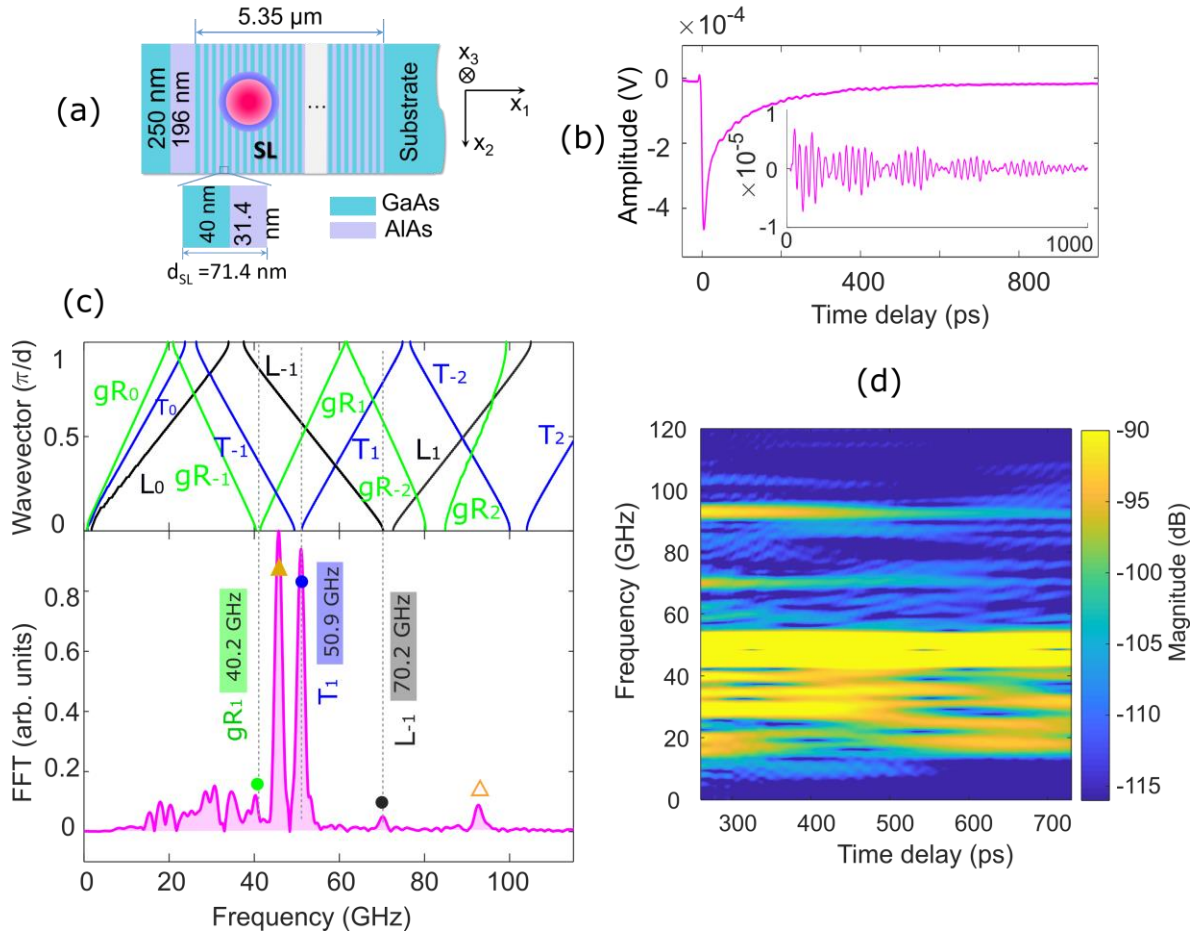 (a)
5.35 μm
250 nm
196 nm
SL
...
Substrate
x3
x1
x2
40 nm
31.4 nm
dSL =71.4 nm
GaAs
AlAs
(b)
×10-4
Amplitude (V)
0
-2
-4
×10-5
1
0
-1
0
1000
0
400
800
Time delay (ps)
(c)
Wavevector (π/d)
1
0.5
0
gR0
T0
L0
gR-1
T-1
L-1
gR1
T1
gR-2
T-2
L1
gR2
T2
FFT (arb. units)
0.8
0.6
0.4
0.2
0
gR1
40.2 GHz
T1
50.9 GHz
L-1
70.2 GHz
0 20 40 60 80 100
Frequency (GHz)
(d)
Frequency (GHz)
120
100
80
60
40
20
0
300 400 500 600 700
Time delay (ps)
-90
-95
-100
-105
-110
-115
Magnitude (dB)